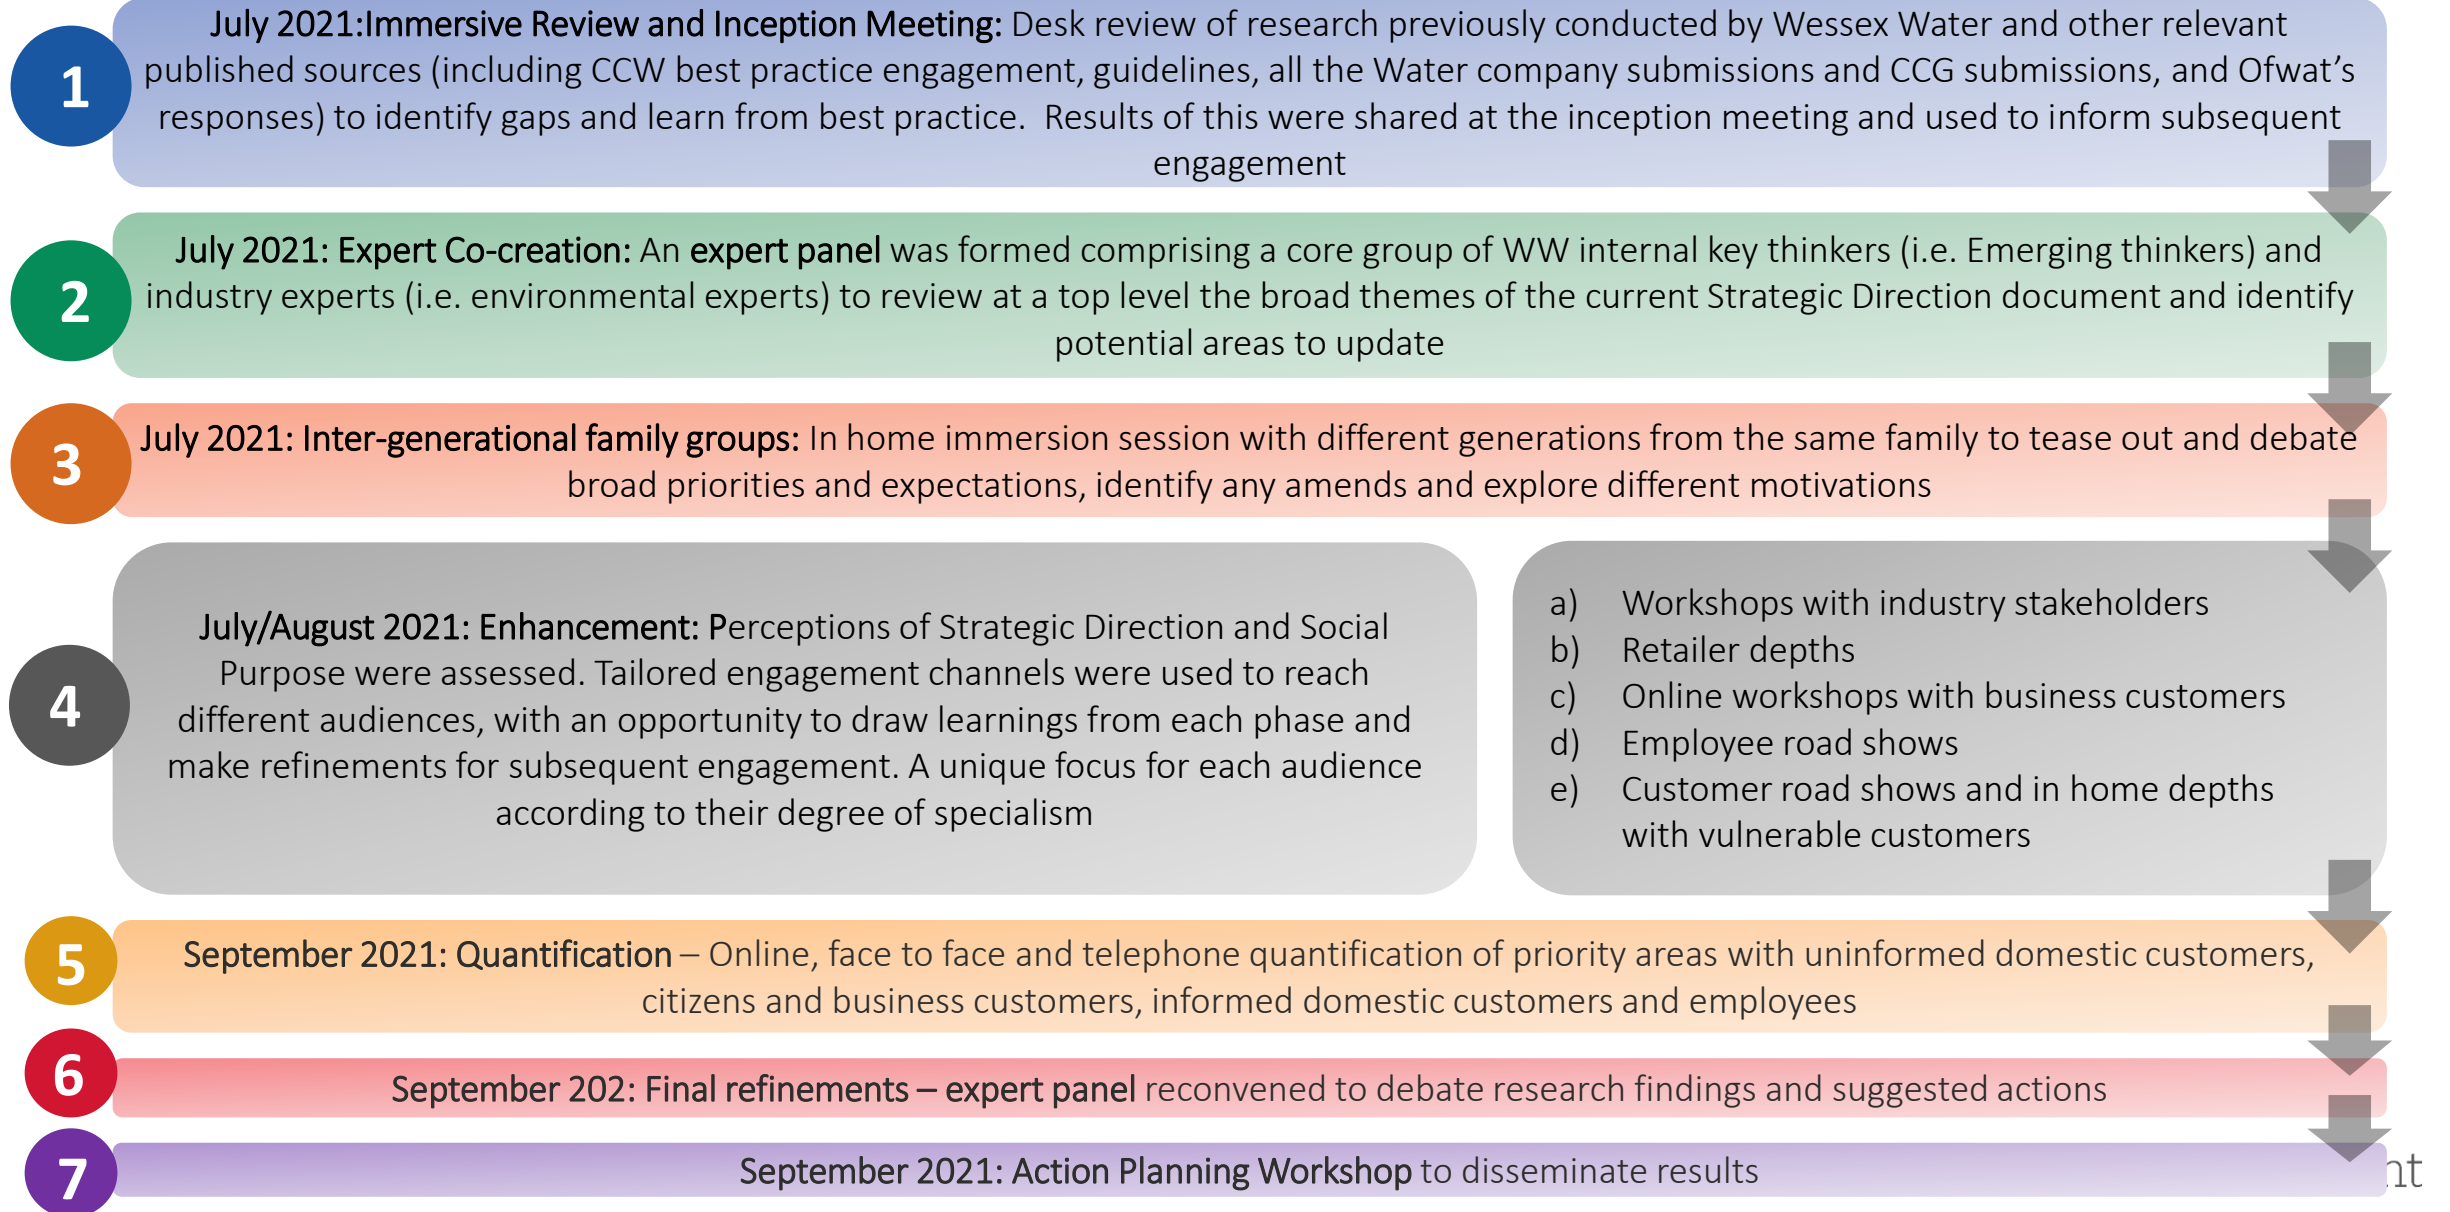 1
July 2021:Immersive Review and Inception Meeting: Desk review of research previously conducted by Wessex Water and other relevant
published sources (including CCW best practice engagement, guidelines, all the Water company submissions and CCG submissions, and Ofwat’s
responses) to identify gaps and learn from best practice.  Results of this were shared at the inception meeting and used to inform subsequent
engagement
2
July 2021: Expert Co-creation: An expert panel was formed comprising a core group of WW internal key thinkers (i.e. Emerging thinkers) and
industry experts (i.e. environmental experts) to review at a top level the broad themes of the current Strategic Direction document and identify
potential areas to update
3
July 2021: Inter-generational family groups: In home immersion session with different generations from the same family to tease out and debate
broad priorities and expectations, identify any amends and explore different motivations
4
July/August 2021: Enhancement: Perceptions of Strategic Direction and Social
Purpose were assessed. Tailored engagement channels were used to reach
different audiences, with an opportunity to draw learnings from each phase and
make refinements for subsequent engagement. A unique focus for each audience
according to their degree of specialism
a) Workshops with industry stakeholders
b) Retailer depths
c) Online workshops with business customers
d) Employee road shows
e) Customer road shows and in home depths
with vulnerable customers
5
September 2021: Quantification – Online, face to face and telephone quantification of priority areas with uninformed domestic customers,
citizens and business customers, informed domestic customers and employees
6
September 202: Final refinements – expert panel reconvened to debate research findings and suggested actions
7
September 2021: Action Planning Workshop to disseminate results